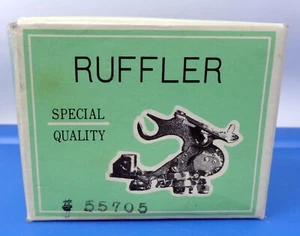 RUFFLER
SPECIAL
QUALITY
# 55705